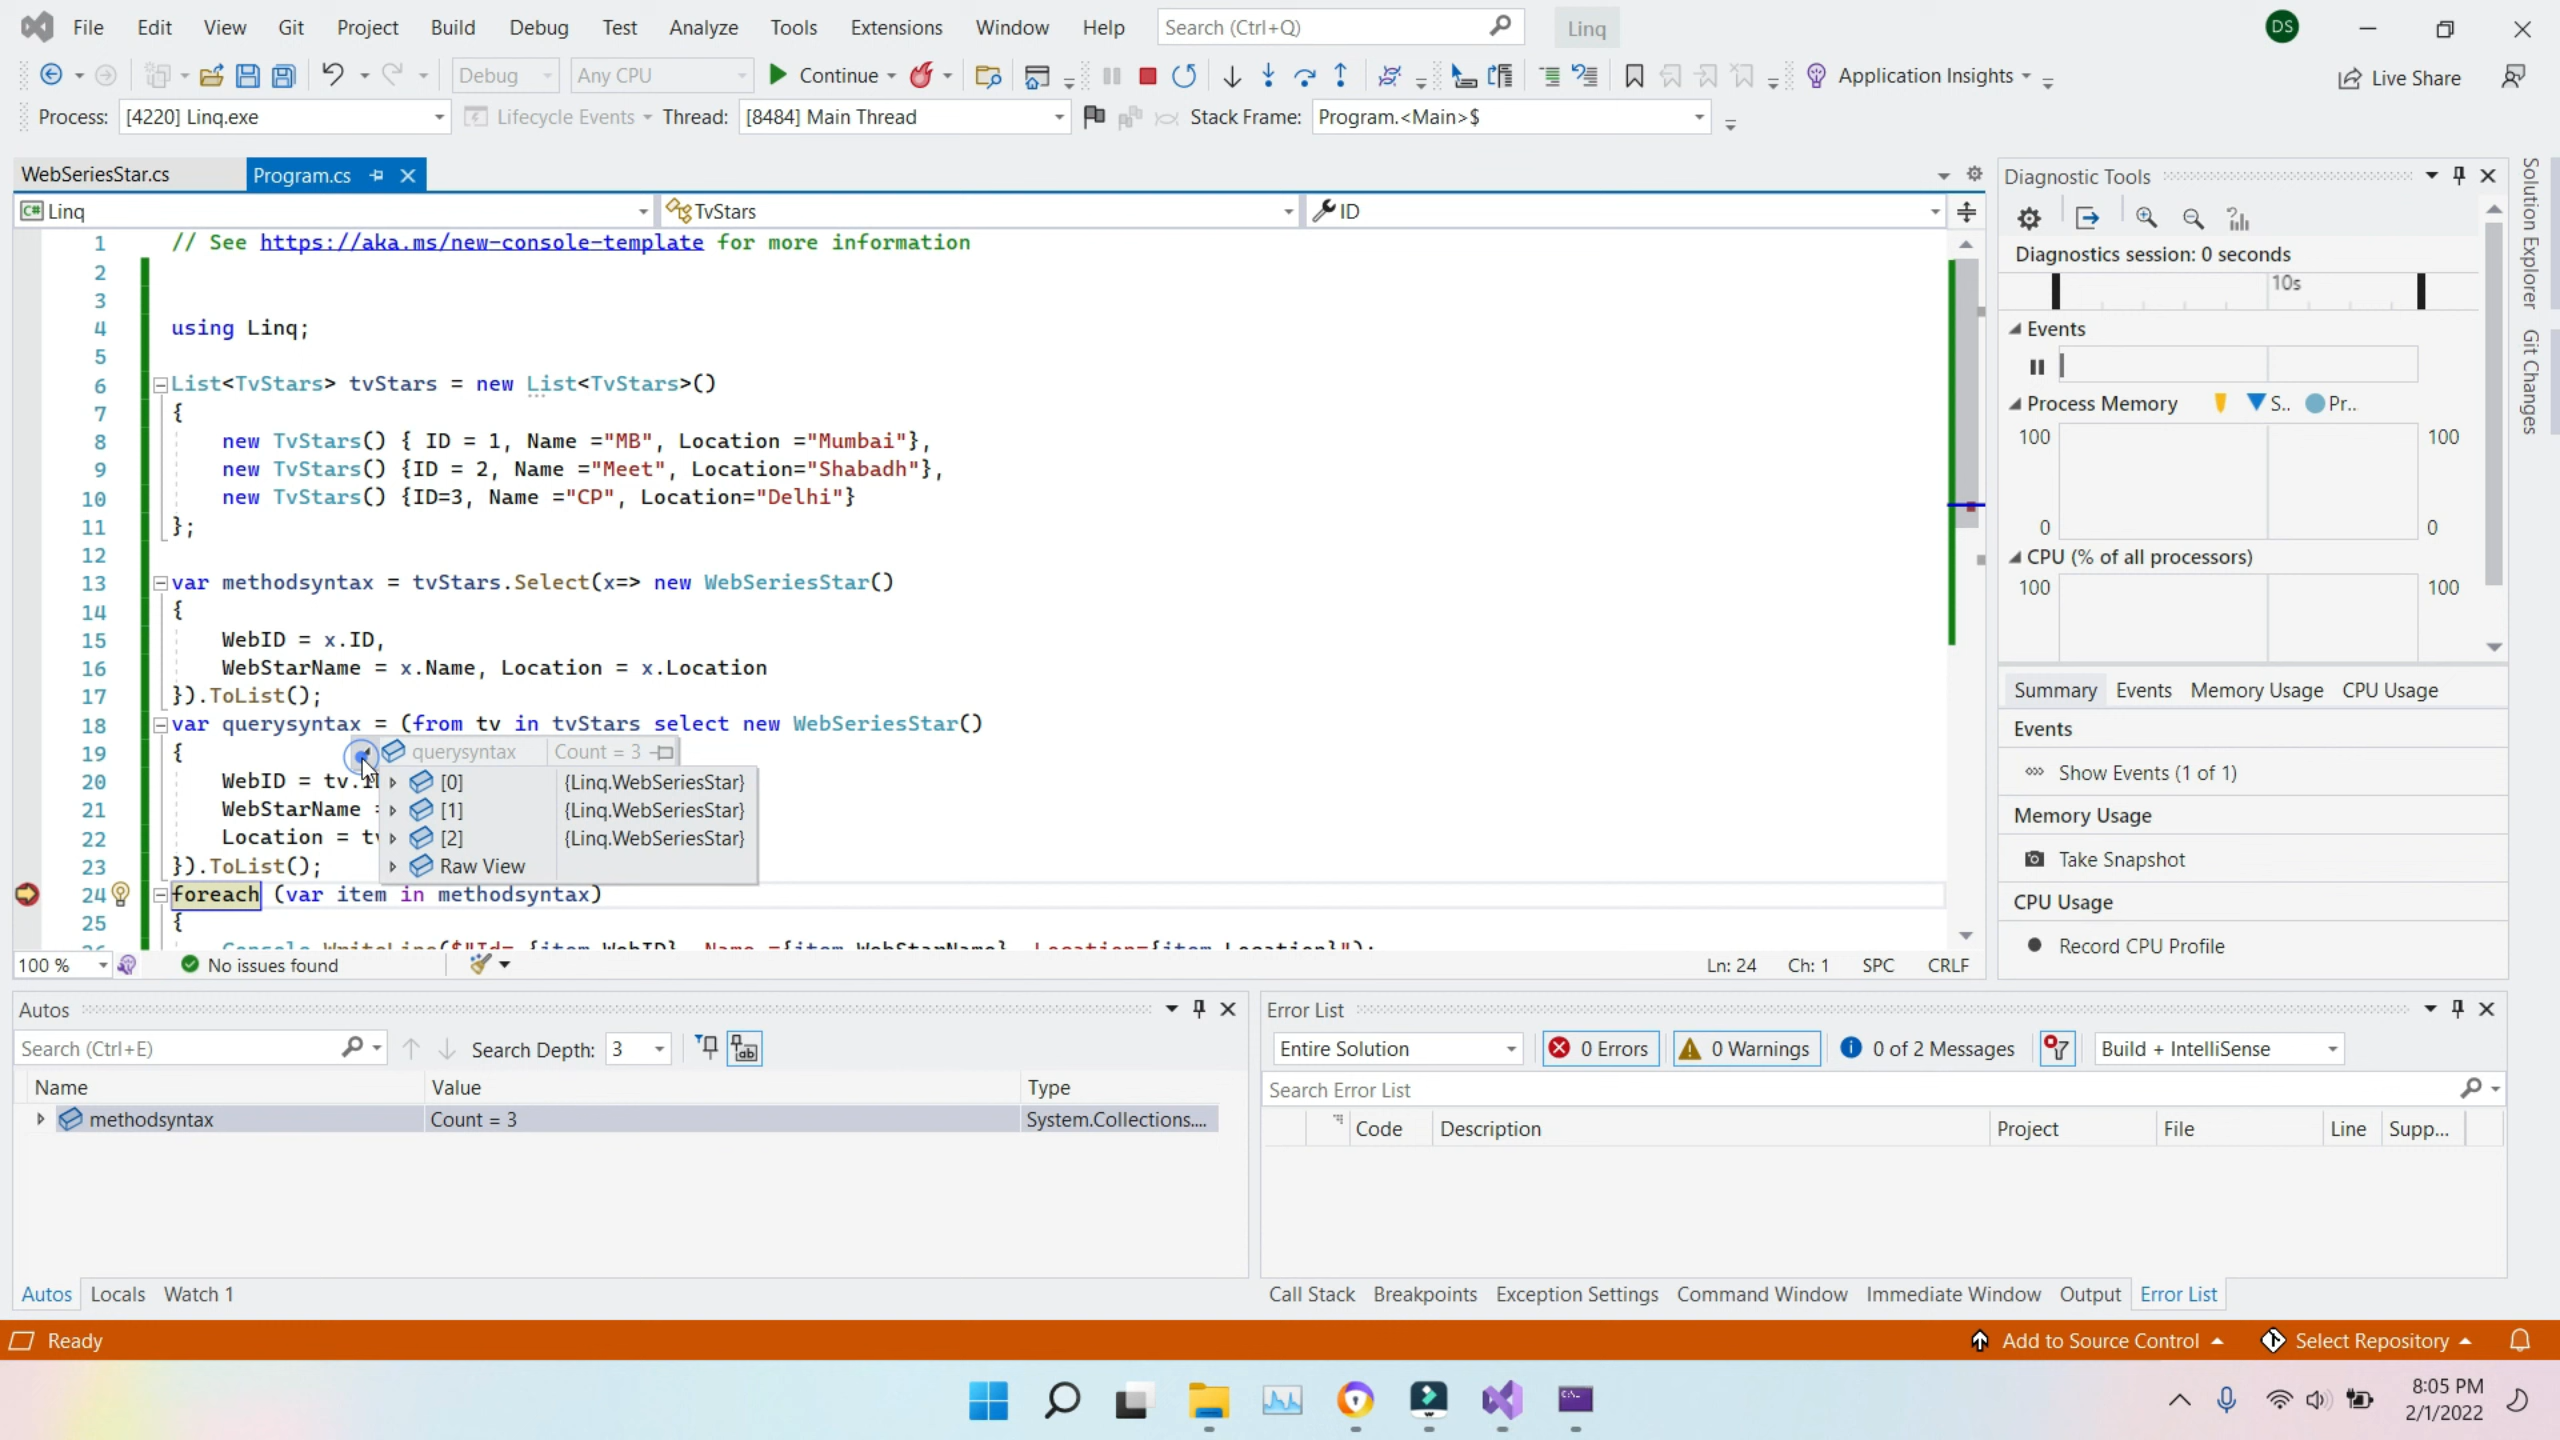 File Edit View Git Project Build Debug Test Analyze Tools Extensions Window Help Search (Ctrl+Q) Linq DS
Debug Any CPU Continue Application Insights Live Share
Process: [4220] Linq.exe Lifecycle Events Thread: [8484] Main Thread Stack Frame: Program.<Main>$
WebSeriesStar.cs Program.cs
C# Linq TvStars ID
1 // See https://aka.ms/new-console-template for more information
2
3
4 using Linq;
5
6 List<TvStars> tvStars = new List<TvStars>()
7 {
8 new TvStars() { ID = 1, Name ="MB", Location ="Mumbai"},
9 new TvStars() {ID = 2, Name ="Meet", Location="Shabadh"},
10 new TvStars() {ID=3, Name ="CP", Location="Delhi"}
11 };
12
13 var methodsyntax = tvStars.Select(x=> new WebSeriesStar()
14 {
15 WebID = x.ID,
16 WebStarName = x.Name, Location = x.Location
17 }).ToList();
18 var querysyntax = (from tv in tvStars select new WebSeriesStar()
19 {
querysyntax Count = 3
20 WebID = tv.
[0] {Linq.WebSeriesStar}
21 WebStarName
[1] {Linq.WebSeriesStar}
22 Location =
[2] {Linq.WebSeriesStar}
23 }).ToList();
Raw View
24 foreach (var item in methodsyntax)
25 {
100 % No issues found Ln: 24 Ch: 1 SPC CRLF
Diagnostic Tools
Diagnostics session: 0 seconds
10s
Events
Process Memory S.. Pr..
100 100
0 0
CPU (% of all processors)
100 100
Summary Events Memory Usage CPU Usage
Events
Show Events (1 of 1)
Memory Usage
Take Snapshot
CPU Usage
Record CPU Profile
Solution Explorer
Git Changes
Autos
Search (Ctrl+E) Search Depth: 3
Name Value Type
methodsyntax Count = 3 System.Collections....
Autos Locals Watch 1
Error List
Entire Solution 0 Errors 0 Warnings 0 of 2 Messages Build + IntelliSense
Search Error List
Code Description Project File Line Supp...
Call Stack Breakpoints Exception Settings Command Window Immediate Window Output Error List
Ready Add to Source Control Select Repository
8:05 PM
2/1/2022